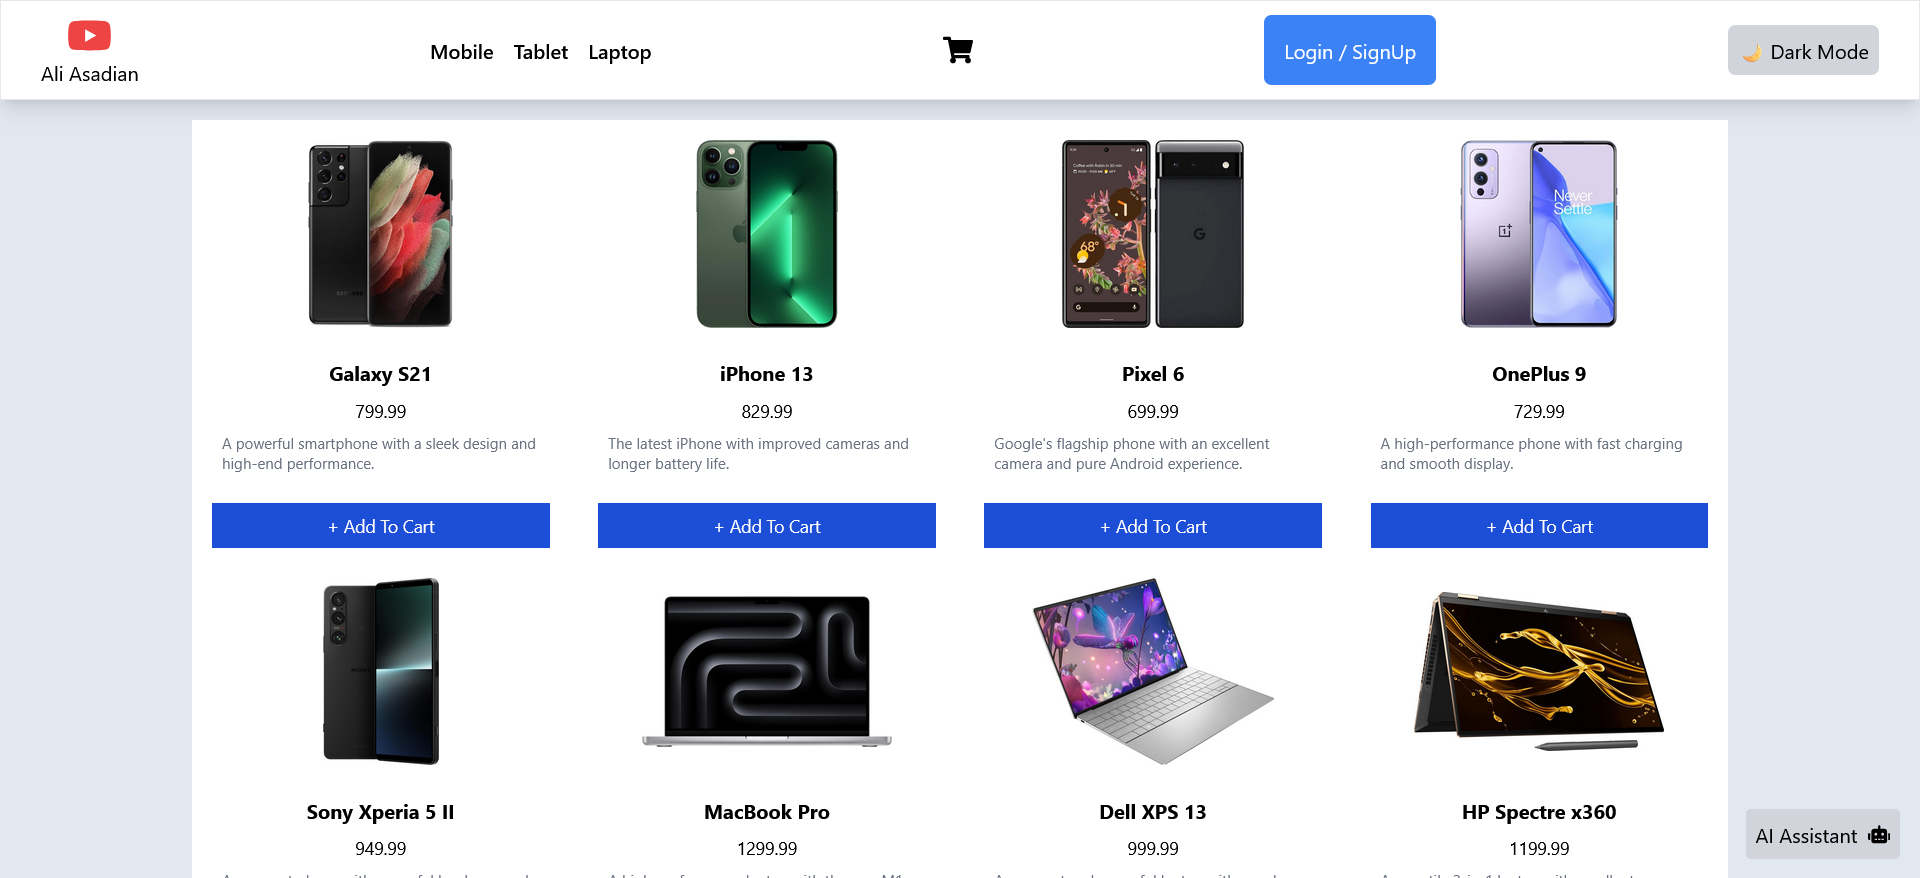 Ali Asadian
Mobile Tablet Laptop
Login / SignUp
🌙 Dark Mode
Never
Settle
68°
G
Galaxy S21
799.99
A powerful smartphone with a sleek design and
high-end performance.
+ Add To Cart
iPhone 13
829.99
The latest iPhone with improved cameras and
longer battery life.
+ Add To Cart
Pixel 6
699.99
Google's flagship phone with an excellent
camera and pure Android experience.
+ Add To Cart
OnePlus 9
729.99
A high-performance phone with fast charging
and smooth display.
+ Add To Cart
Sony Xperia 5 II
949.99
MacBook Pro
1299.99
Dell XPS 13
999.99
HP Spectre x360
1199.99
AI Assistant